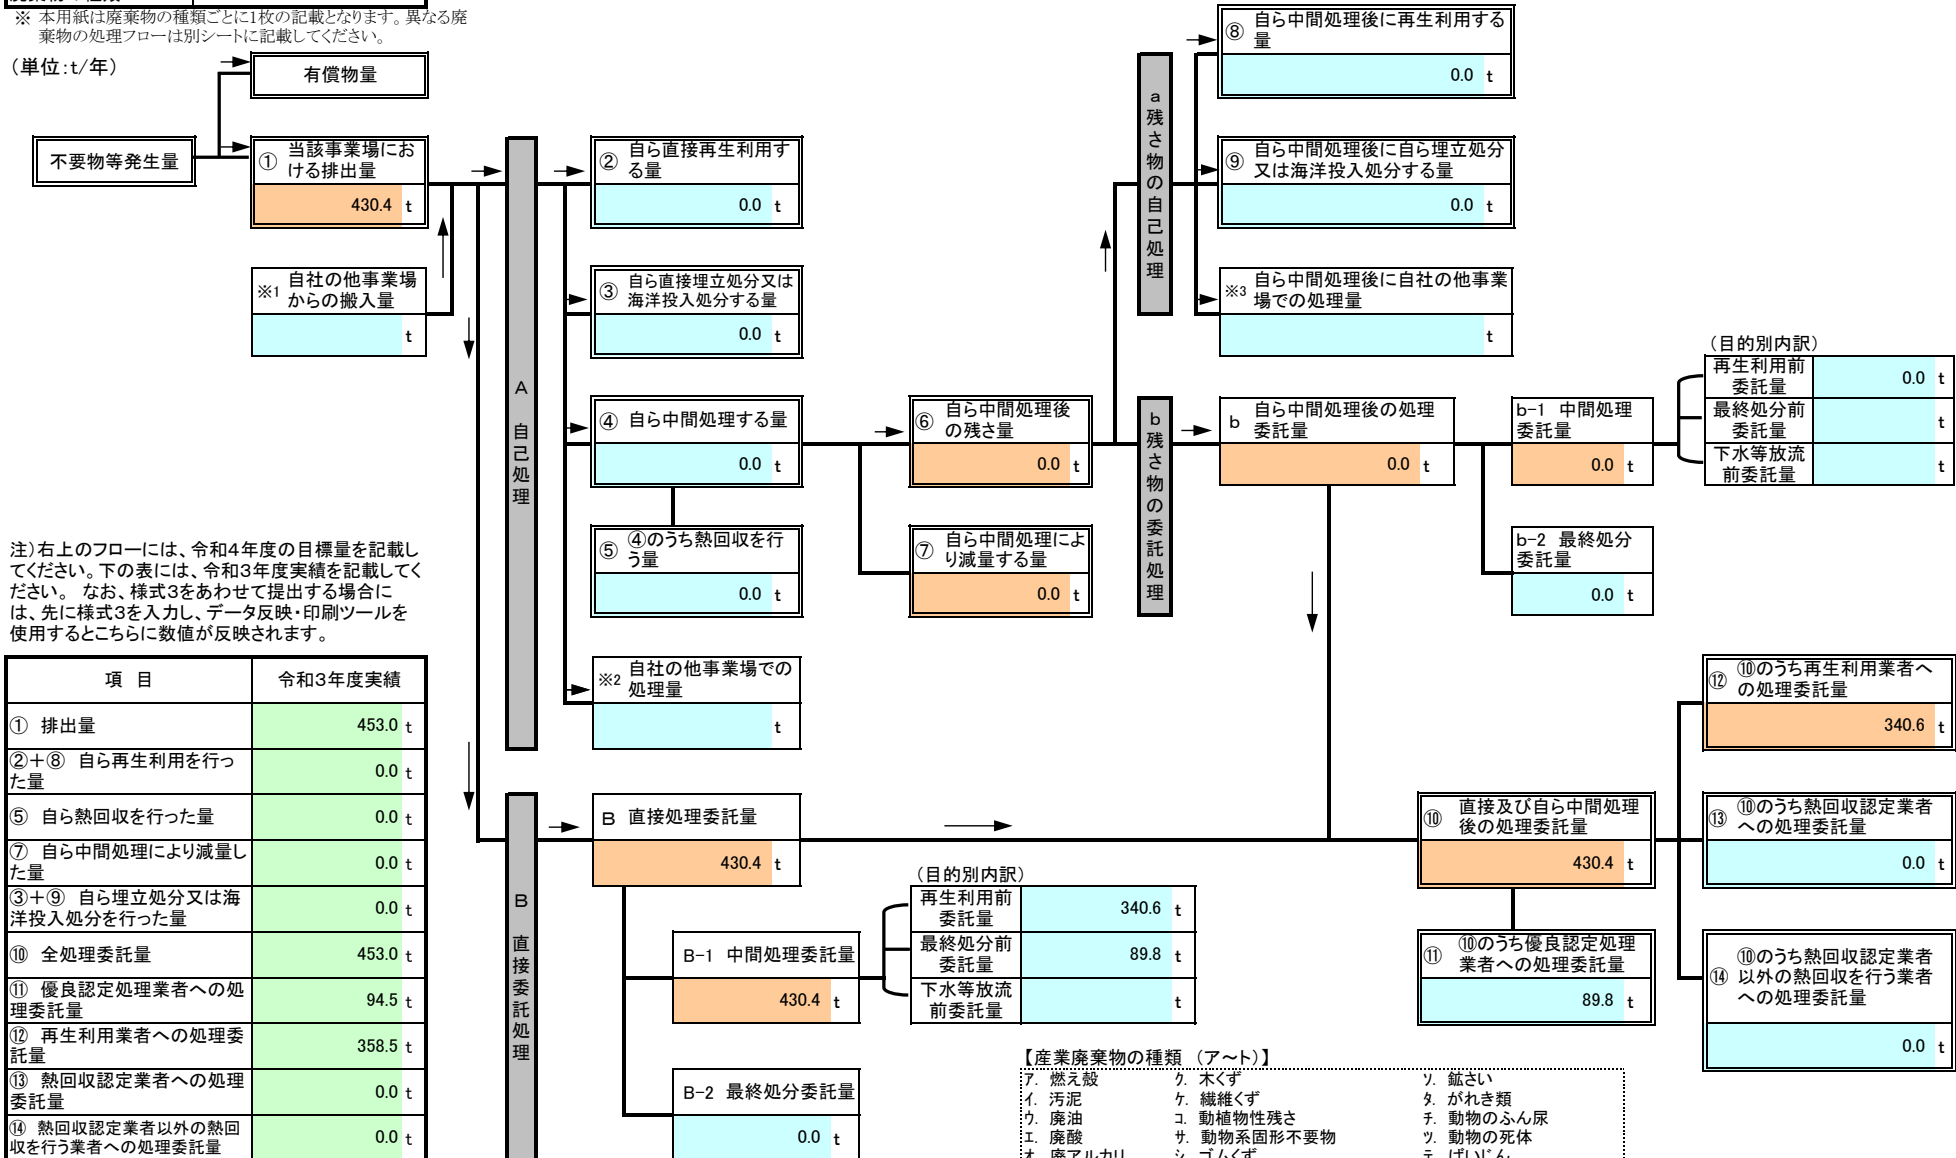 ※ 本用紙は廃棄物の種類ごとに1枚の記載となります。異なる廃
棄物の処理フローは別シートに記載してください。
(単位:t/年)
有償物量
不要物等発生量
① 当該事業場にお
ける排出量
430.4 t
※1 自社の他事業場
からの搬入量
t
A 自己処理
② 自ら直接再生利用す
る量
0.0 t
③ 自ら直接埋立処分又は
海洋投入処分する量
0.0 t
④ 自ら中間処理する量
0.0 t
⑤ ④のうち熱回収を行
う量
0.0 t
※2 自社の他事業場での
処理量
t
⑥ 自ら中間処理後
の残さ量
0.0 t
⑦ 自ら中間処理によ
り減量する量
0.0 t
a残さ物の自己処理
⑧ 自ら中間処理後に再生利用する
量
0.0 t
⑨ 自ら中間処理後に自ら埋立処分
又は海洋投入処分する量
0.0 t
※3 自ら中間処理後に自社の他事業
場での処理量
t
b残さ物の委託処理
b 自ら中間処理後の処理
委託量
0.0 t
b-1 中間処理
委託量
0.0 t
b-2 最終処分
委託量
0.0 t
(目的別内訳)
再生利用前
委託量
0.0 t
最終処分前
委託量
t
下水等放流
前委託量
t
注)右上のフローには、令和4年度の目標量を記載し
てください。下の表には、令和3年度実績を記載してく
ださい。 なお、様式3をあわせて提出する場合に
は、先に様式3を入力し、データ反映・印刷ツールを
使用するとこちらに数値が反映されます。
項 目 令和3年度実績
① 排出量 453.0 t
②+⑧ 自ら再生利用を行っ
た量 0.0 t
⑤ 自ら熱回収を行った量 0.0 t
⑦ 自ら中間処理により減量し
た量 0.0 t
③+⑨ 自ら埋立処分又は海
洋投入処分を行った量 0.0 t
⑩ 全処理委託量 453.0 t
⑪ 優良認定処理業者への処
理委託量 94.5 t
⑫ 再生利用業者への処理委
託量 358.5 t
⑬ 熱回収認定業者への処理
委託量 0.0 t
⑭ 熱回収認定業者以外の熱回
収を行う業者への処理委託量 0.0 t
B 直接委託処理
B 直接処理委託量
430.4 t
B-1 中間処理委託量
430.4 t
B-2 最終処分委託量
0.0 t
(目的別内訳)
再生利用前
委託量
340.6 t
最終処分前
委託量
89.8 t
下水等放流
前委託量
t
⑩ 直接及び自ら中間処理
後の処理委託量
430.4 t
⑪ ⑩のうち優良認定処理
業者への処理委託量
89.8 t
⑫ ⑩のうち再生利用業者へ
の処理委託量
340.6 t
⑬ ⑩のうち熱回収認定業者
への処理委託量
0.0 t
⑭ ⑩のうち熱回収認定業者
以外の熱回収を行う業者
への処理委託量
0.0 t
【産業廃棄物の種類 (ア~ト)】
ア. 燃え殻 ク. 木くず ソ. 鉱さい
イ. 汚泥 ケ. 繊維くず タ. がれき類
ウ. 廃油 コ. 動植物性残さ チ. 動物のふん尿
エ. 廃酸 サ. 動物系固形不要物 ツ. 動物の死体
オ. 廃アルカリ シ. ゴムくず テ. ばいじん